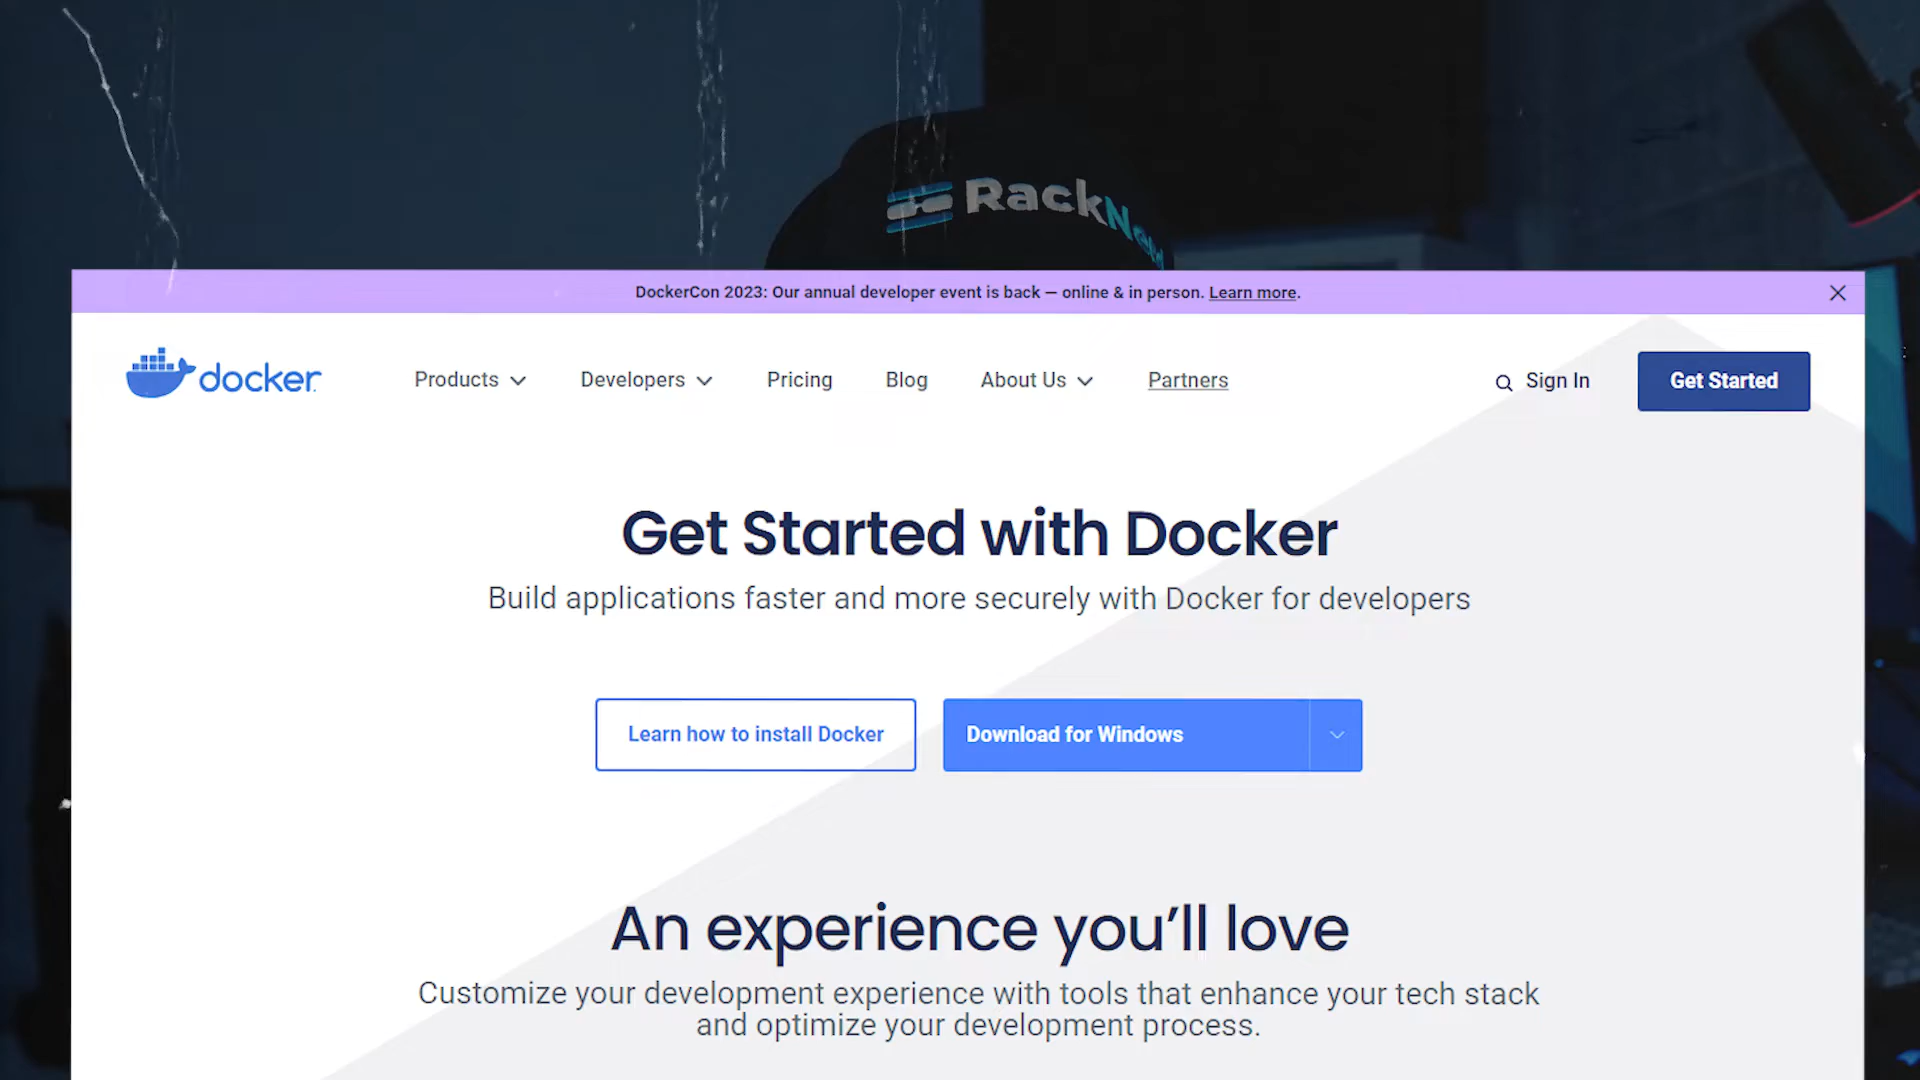 RackNe
DockerCon 2023: Our annual developer event is back — online & in person. Learn more.
docker
Products
Developers
Pricing
Blog
About Us
Partners
Sign In
Get Started
Get Started with Docker
Build applications faster and more securely with Docker for developers
Learn how to install Docker
Download for Windows
An experience you'll love
Customize your development experience with tools that enhance your tech stack
and optimize your development process.